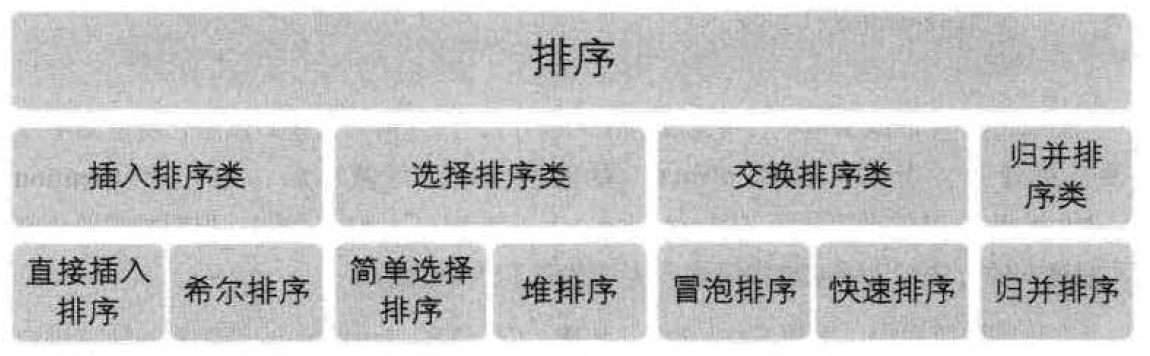 排序
插入排序类
选择排序类
交换排序类
归并排
序类
直接插入
排序
希尔排序
简单选择
排序
堆排序
冒泡排序
快速排序
归并排序